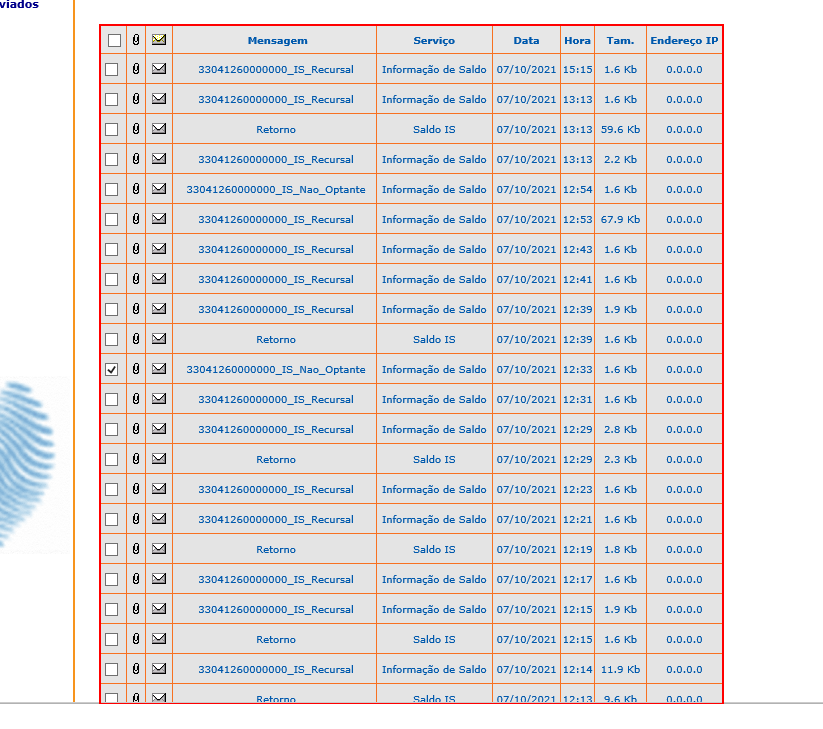 viados
Mensagem Serviço Data Hora Tam. Endereço IP
33041260000000_IS_Recursal Informação de Saldo 07/10/2021 15:15 1.6 Kb 0.0.0.0
33041260000000_IS_Recursal Informação de Saldo 07/10/2021 13:13 1.6 Kb 0.0.0.0
Retorno Saldo IS 07/10/2021 13:13 59.6 Kb 0.0.0.0
33041260000000_IS_Recursal Informação de Saldo 07/10/2021 13:13 2.2 Kb 0.0.0.0
33041260000000_IS_Nao_Optante Informação de Saldo 07/10/2021 12:54 1.6 Kb 0.0.0.0
33041260000000_IS_Recursal Informação de Saldo 07/10/2021 12:53 67.9 Kb 0.0.0.0
33041260000000_IS_Recursal Informação de Saldo 07/10/2021 12:43 1.6 Kb 0.0.0.0
33041260000000_IS_Recursal Informação de Saldo 07/10/2021 12:41 1.6 Kb 0.0.0.0
33041260000000_IS_Recursal Informação de Saldo 07/10/2021 12:39 1.9 Kb 0.0.0.0
Retorno Saldo IS 07/10/2021 12:39 1.6 Kb 0.0.0.0
33041260000000_IS_Nao_Optante Informação de Saldo 07/10/2021 12:33 1.6 Kb 0.0.0.0
33041260000000_IS_Recursal Informação de Saldo 07/10/2021 12:31 1.6 Kb 0.0.0.0
33041260000000_IS_Recursal Informação de Saldo 07/10/2021 12:29 2.8 Kb 0.0.0.0
Retorno Saldo IS 07/10/2021 12:29 2.3 Kb 0.0.0.0
33041260000000_IS_Recursal Informação de Saldo 07/10/2021 12:23 1.6 Kb 0.0.0.0
33041260000000_IS_Recursal Informação de Saldo 07/10/2021 12:21 1.6 Kb 0.0.0.0
Retorno Saldo IS 07/10/2021 12:19 1.8 Kb 0.0.0.0
33041260000000_IS_Recursal Informação de Saldo 07/10/2021 12:17 1.6 Kb 0.0.0.0
33041260000000_IS_Recursal Informação de Saldo 07/10/2021 12:15 1.9 Kb 0.0.0.0
Retorno Saldo IS 07/10/2021 12:15 1.6 Kb 0.0.0.0
33041260000000_IS_Recursal Informação de Saldo 07/10/2021 12:14 11.9 Kb 0.0.0.0
Retorno Saldo IS 07/10/2021 12:13 9.6 Kb 0.0.0.0